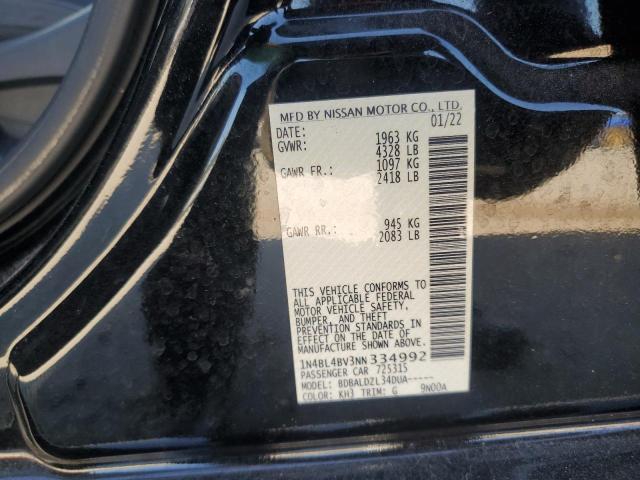 MFD BY NISSAN MOTOR CO., LTD.
DATE: 01/22
GVWR: 1963 KG
4328 LB
GAWR FR.: 1097 KG
2418 LB
GAWR RR.: 945 KG
2083 LB
THIS VEHICLE CONFORMS TO
ALL APPLICABLE FEDERAL
MOTOR VEHICLE SAFETY,
BUMPER, AND THEFT
PREVENTION STANDARDS IN
EFFECT ON THE DATE OF
MANUFACTURE SHOWN ABOVE.
1N4BL4BV3NN334992
PASSENGER CAR 725315
MODEL: BDBALDZL34DUA-----
COLOR: KH3 TRIM: G 9N00A